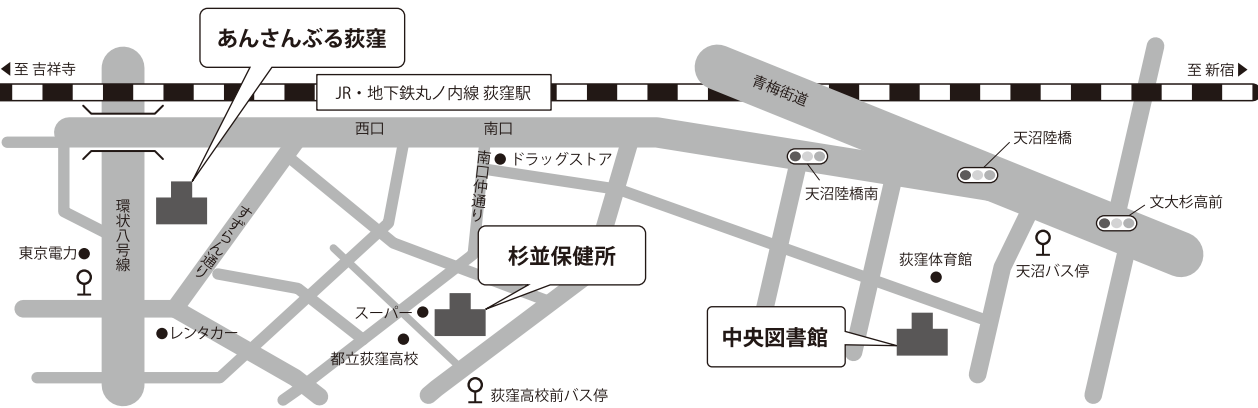 あんさんぶる荻窪
至 吉祥寺
JR・地下鉄丸ノ内線 荻窪駅
至 新宿
青梅街道
西口
南口
天沼陸橋
ドラッグストア
南口仲通り
天沼陸橋南
文大杉高前
環状八号線
すずらん通り
東京電力
杉並保健所
荻窪体育館
天沼バス停
スーパー
レンタカー
中央図書館
都立荻窪高校
荻窪高校前バス停